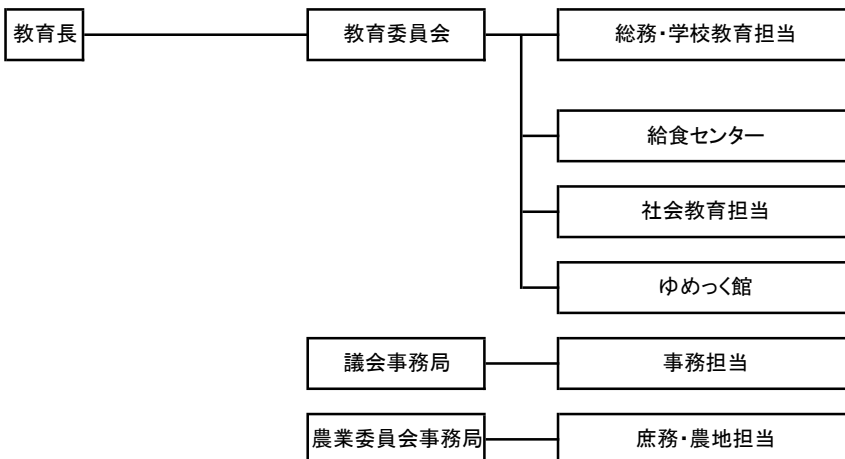 教育長
教育委員会
総務・学校教育担当
給食センター
社会教育担当
ゆめっく館
議会事務局
事務担当
農業委員会事務局
庶務・農地担当